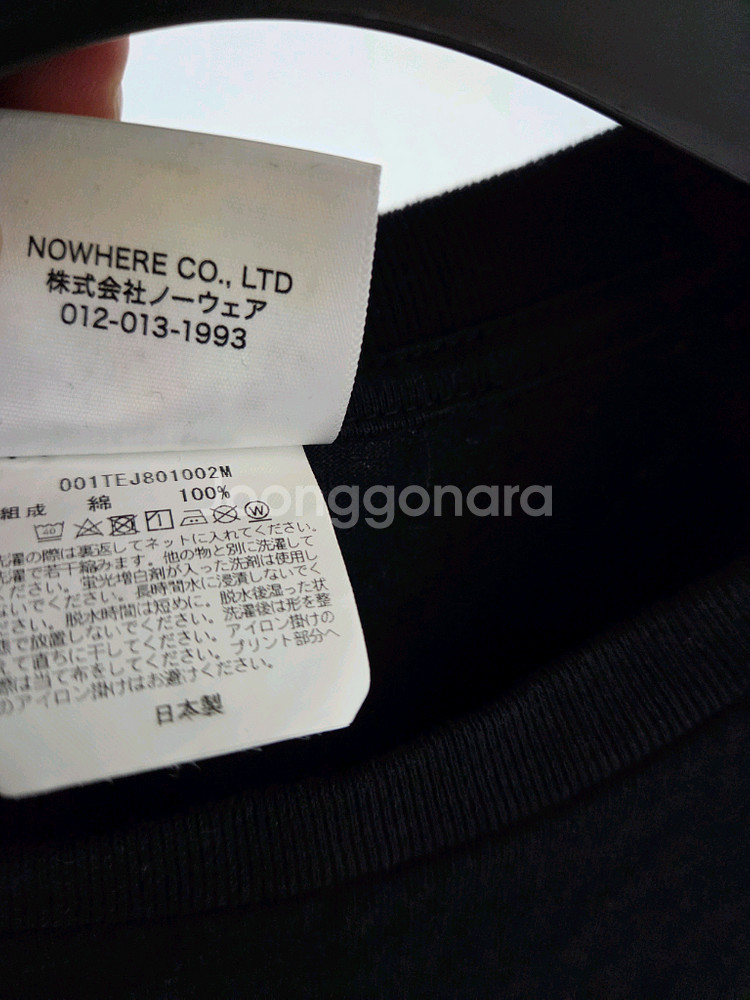 NOWHERE CO., LTD
株式会社ノーウェア
012-013-1993
001TEJ801002M
組成 綿 100%
40 W
洗濯の際は裏返してネットに入れてください。
洗濯で若干縮みます。他の物と別に洗濯して
ください。蛍光増白剤が入った洗剤は使用し
ないでください。長時間水に浸漬しないでく
ださい。脱水時間は短めに。脱水後湿った状
態で放置しないでください。洗濯後は形を整
えて直ちに干してください。アイロン掛けの
際は当て布をしてください。プリント部分へ
のアイロン掛けはお避けください。
日本製
Joonggonara